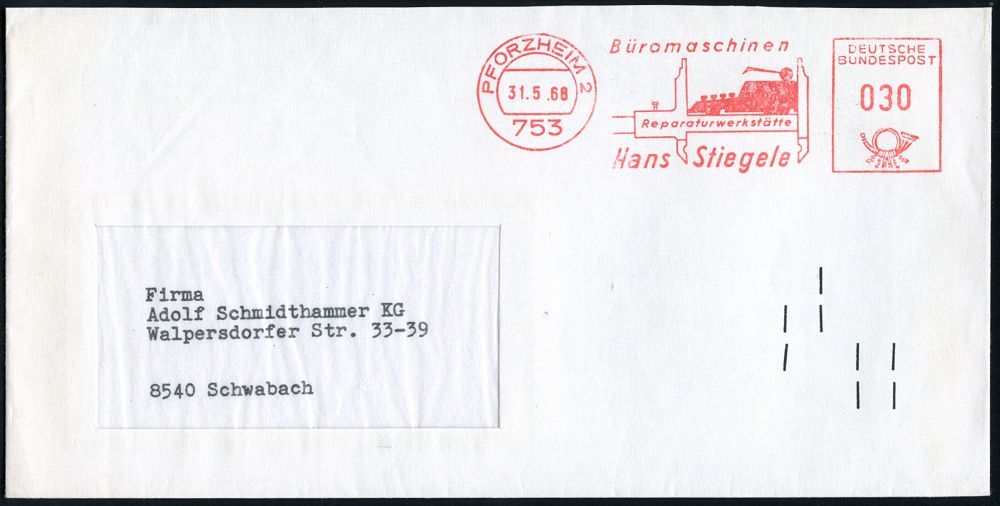 PFORZHEIM 2
31.5.68
753
Büromaschinen
Reparaturwerkstätte
Hans Stiegele
DEUTSCHE
BUNDESPOST
030
Firma
Adolf Schmidthammer KG
Walpersdorfer Str. 33-39
8540 Schwabach